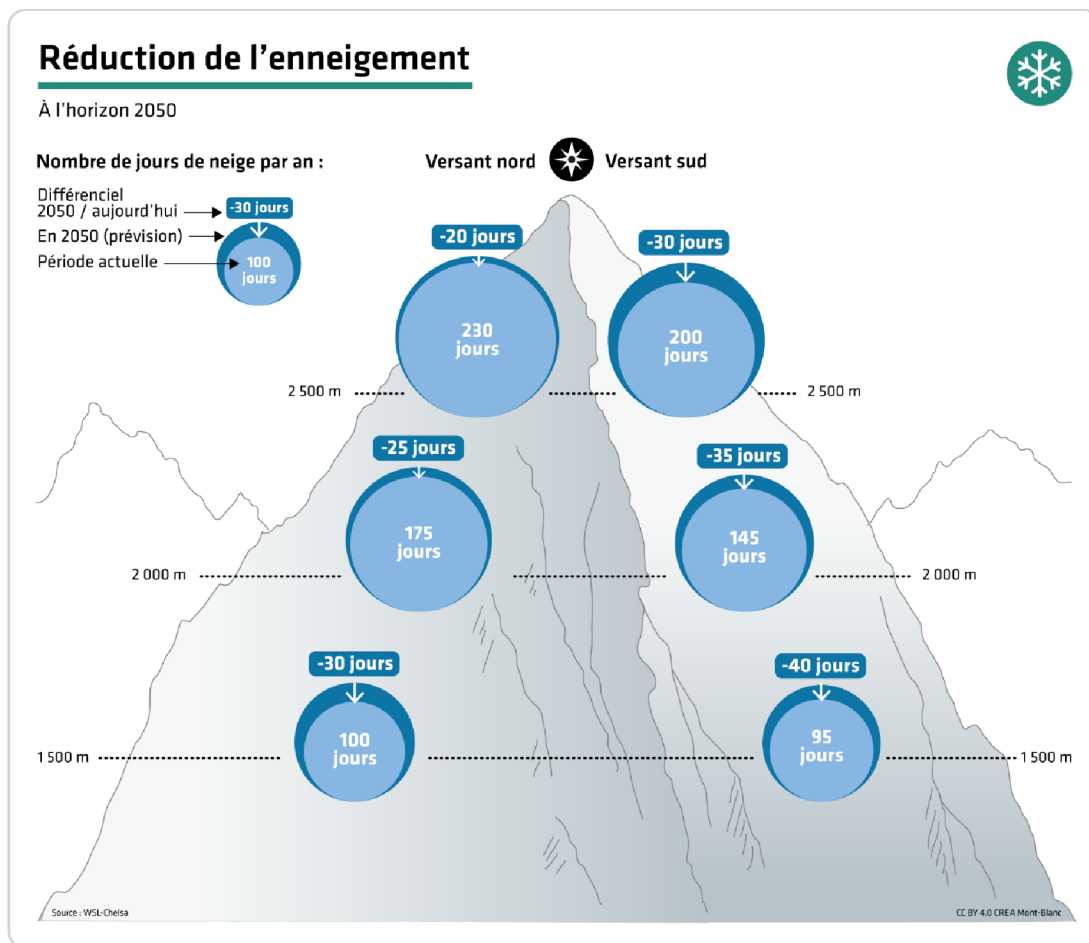 Réduction de l'enneigement
À l'horizon 2050
Nombre de jours de neige par an :
Différenciel
2050 / aujourd'hui
En 2050 (prévision)
Période actuelle
-30 jours
100
jours
Versant nord
Versant sud
-20 jours
230
jours
-30 jours
200
jours
2 500 m
2 500 m
-25 jours
175
jours
-35 jours
145
jours
2 000 m
2 000 m
-30 jours
100
jours
-40 jours
95
jours
1 500 m
1 500 m
Source : WSL-Chelsa
CC BY 4.0 CREA Mont-Blanc